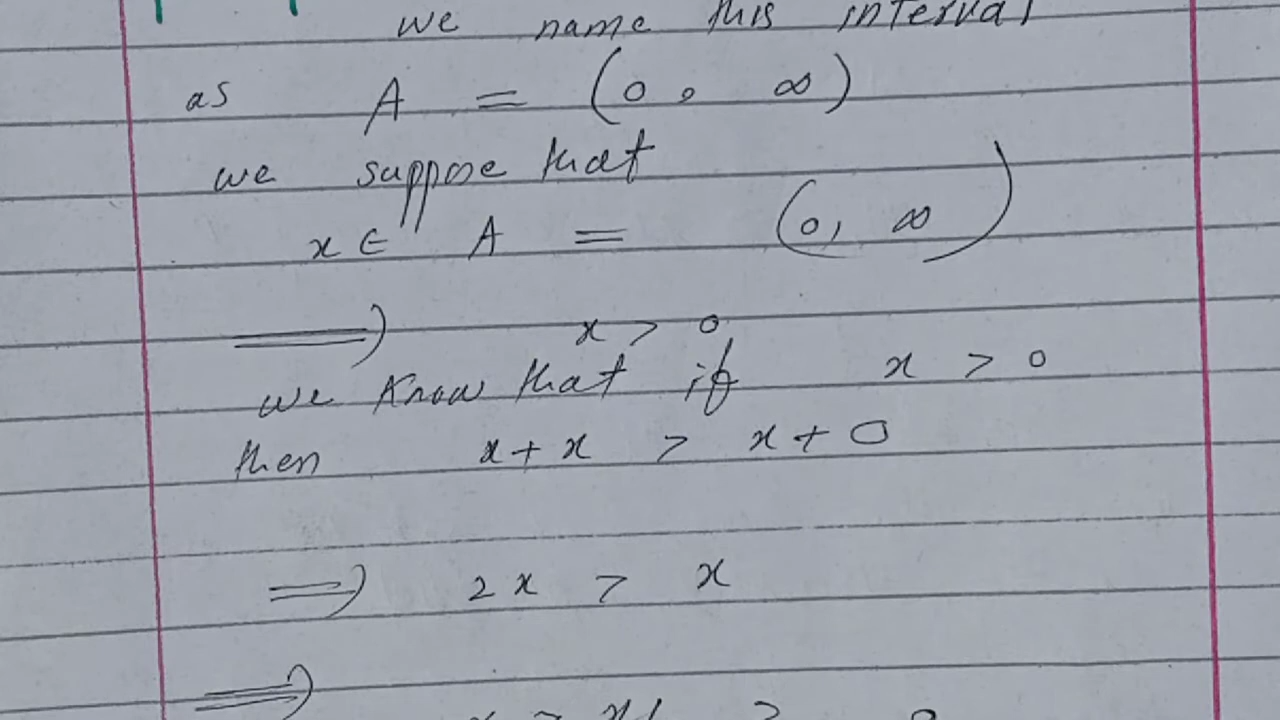 we name this interval
as A = (0, ∞)
we suppose that
x ∈ A = (0, ∞)
⟹ x > 0
we Know that if x > 0
then x + x > x + 0
⟹ 2x > x
⟹